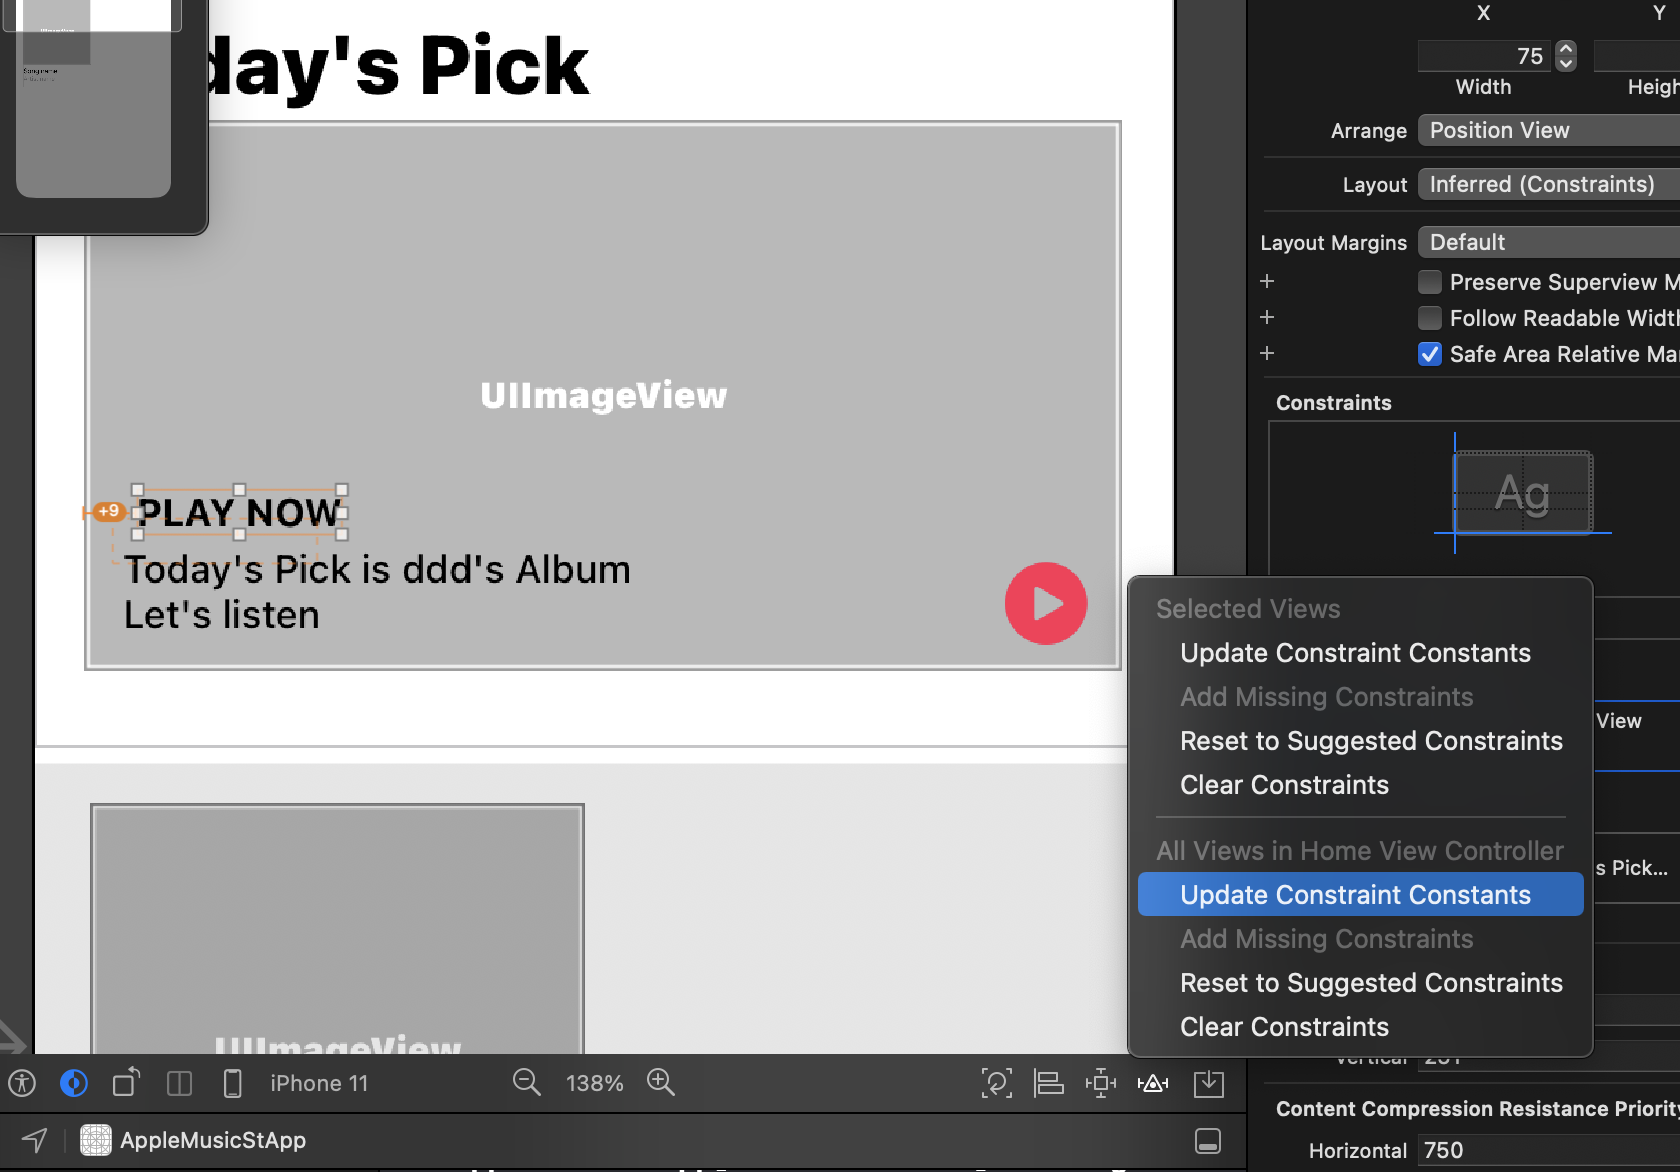 X
Y
day's Pick
75
Width
Heigh
Song name
Arrange
Position View
Layout
Inferred (Constraints)
Layout Margins
Default
Preserve Superview M
Follow Readable Width
Safe Area Relative Ma
UIImageView
Constraints
Ag
+9
PLAY NOW
Today's Pick is ddd's Album
Let's listen
Selected Views
Update Constraint Constants
Add Missing Constraints
Reset to Suggested Constraints
View
Clear Constraints
All Views in Home View Controller
s Pick...
Update Constraint Constants
Add Missing Constraints
Reset to Suggested Constraints
Clear Constraints
UIImageView
Vertical 251
iPhone 11
138%
Content Compression Resistance Priority
AppleMusicStApp
Horizontal
750